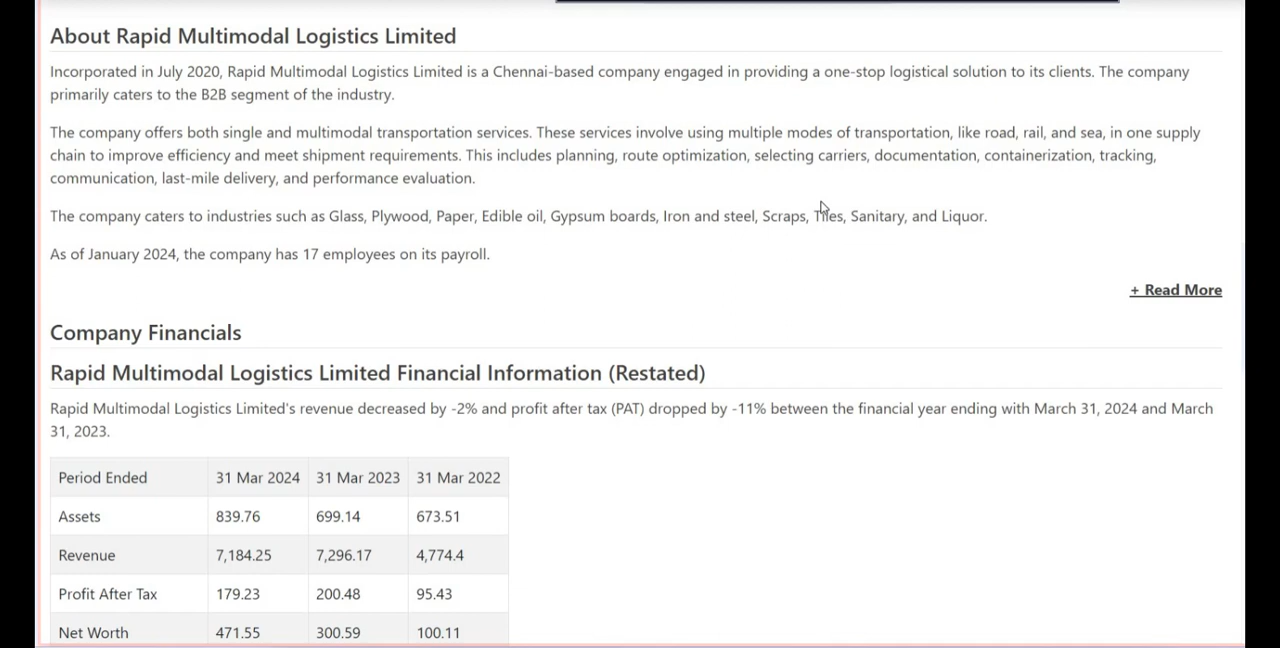 About Rapid Multimodal Logistics Limited
Incorporated in July 2020, Rapid Multimodal Logistics Limited is a Chennai-based company engaged in providing a one-stop logistical solution to its clients. The company
primarily caters to the B2B segment of the industry.
The company offers both single and multimodal transportation services. These services involve using multiple modes of transportation, like road, rail, and sea, in one supply
chain to improve efficiency and meet shipment requirements. This includes planning, route optimization, selecting carriers, documentation, containerization, tracking,
communication, last-mile delivery, and performance evaluation.
The company caters to industries such as Glass, Plywood, Paper, Edible oil, Gypsum boards, Iron and steel, Scraps, Tiles, Sanitary, and Liquor.
As of January 2024, the company has 17 employees on its payroll.
+ Read More
Company Financials
Rapid Multimodal Logistics Limited Financial Information (Restated)
Rapid Multimodal Logistics Limited's revenue decreased by -2% and profit after tax (PAT) dropped by -11% between the financial year ending with March 31, 2024 and March
31, 2023.
Period Ended 31 Mar 2024 31 Mar 2023 31 Mar 2022
Assets 839.76 699.14 673.51
Revenue 7,184.25 7,296.17 4,774.4
Profit After Tax 179.23 200.48 95.43
Net Worth 471.55 300.59 100.11